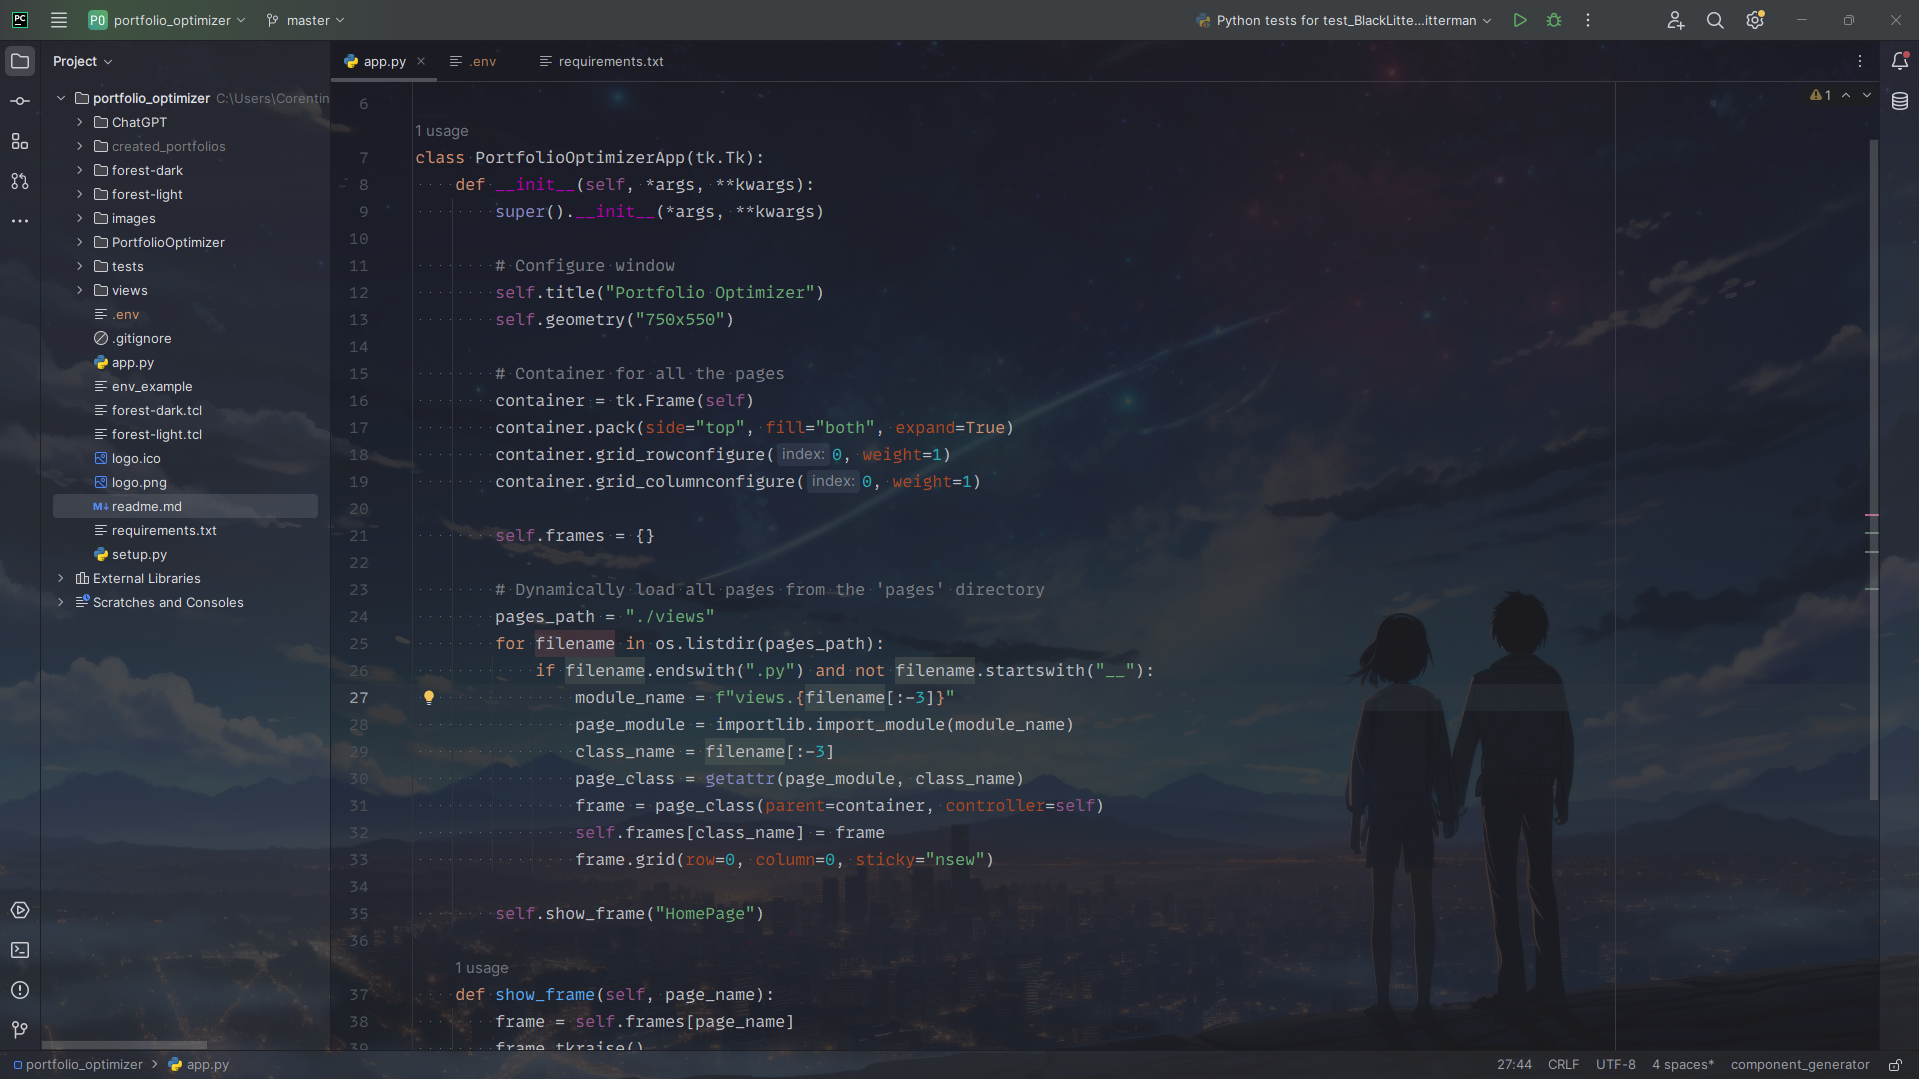 PC
PO portfolio_optimizer
master
Python tests for test_BlackLitte...itterman
Project
portfolio_optimizer C:\Users\Corentin
ChatGPT
created_portfolios
forest-dark
forest-light
images
PortfolioOptimizer
tests
views
.env
.gitignore
app.py
env_example
forest-dark.tcl
forest-light.tcl
logo.ico
logo.png
M↓ readme.md
requirements.txt
setup.py
External Libraries
Scratches and Consoles
app.py
.env
requirements.txt
1
6
1 usage
7 class PortfolioOptimizerApp(tk.Tk):
8 def __init__(self, *args, **kwargs):
9 super().__init__(*args, **kwargs)
10
11 # Configure window
12 self.title("Portfolio Optimizer")
13 self.geometry("750x550")
14
15 # Container for all the pages
16 container = tk.Frame(self)
17 container.pack(side="top", fill="both", expand=True)
18 container.grid_rowconfigure( index: 0, weight=1)
19 container.grid_columnconfigure( index: 0, weight=1)
20
21 self.frames = {}
22
23 # Dynamically load all pages from the 'pages' directory
24 pages_path = "./views"
25 for filename in os.listdir(pages_path):
26 if filename.endswith(".py") and not filename.startswith("__"):
27 module_name = f"views.{filename[:-3]}"
28 page_module = importlib.import_module(module_name)
29 class_name = filename[:-3]
30 page_class = getattr(page_module, class_name)
31 frame = page_class(parent=container, controller=self)
32 self.frames[class_name] = frame
33 frame.grid(row=0, column=0, sticky="nsew")
34
35 self.show_frame("HomePage")
36
1 usage
37 def show_frame(self, page_name):
38 frame = self.frames[page_name]
39 frame.tkraise()
portfolio_optimizer
app.py
27:44
CRLF
UTF-8
4 spaces*
component_generator